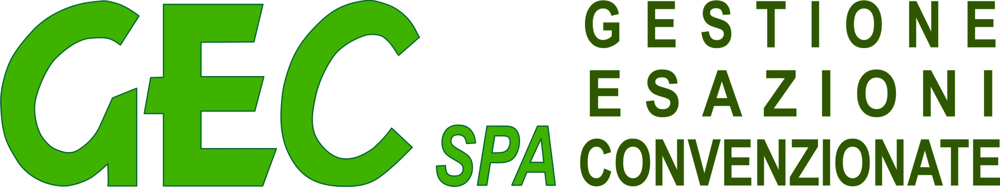 GEC SPA
GESTIONE
ESAZIONI
CONVENZIONATE